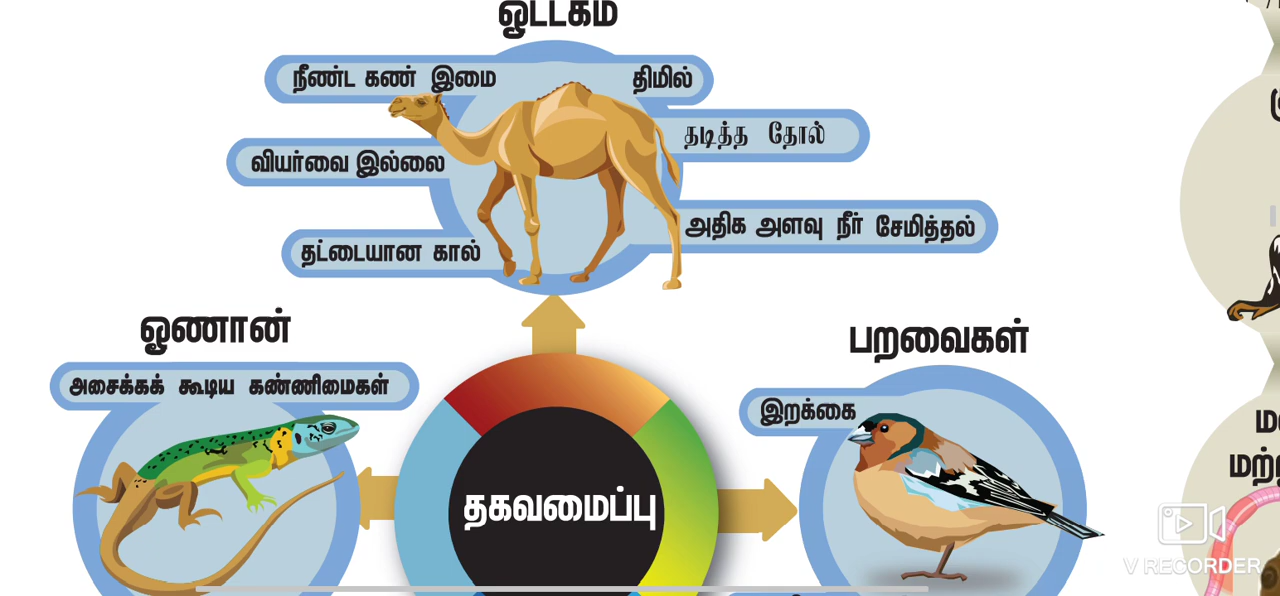 ஒட்டகம்
நீண்ட கண் இமை
திமில்
தடித்த தோல்
வியர்வை இல்லை
அதிக அளவு நீர் சேமித்தல்
தட்டையான கால்
ஓணான்
பறவைகள்
அசைக்கக் கூடிய கண்ணிமைகள்
இறக்கை
தகவமைப்பு
V RECORDER